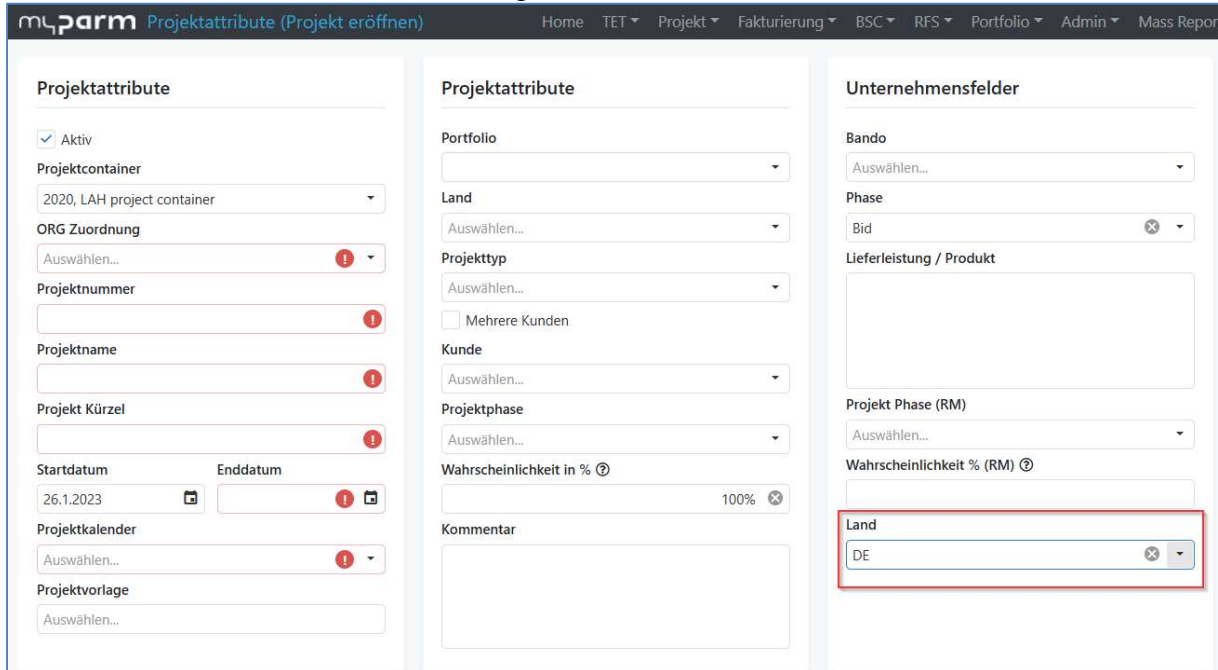 myparm Projektattribute (Projekt eröffnen) Home TET Projekt Fakturierung BSC RFS Portfolio Admin Mass Repor
Projektattribute
Aktiv
Projektcontainer
2020, LAH project container
ORG Zuordnung
Auswählen...
Projektnummer
Projektname
Projekt Kürzel
Startdatum Enddatum
26.1.2023
Projektkalender
Auswählen...
Projektvorlage
Auswählen...
Projektattribute
Portfolio
Land
Auswählen...
Projekttyp
Auswählen...
Mehrere Kunden
Kunde
Auswählen...
Projektphase
Auswählen...
Wahrscheinlichkeit in %
100%
Kommentar
Unternehmensfelder
Bando
Auswählen...
Phase
Bid
Lieferleistung / Produkt
Projekt Phase (RM)
Auswählen...
Wahrscheinlichkeit % (RM)
Land
DE